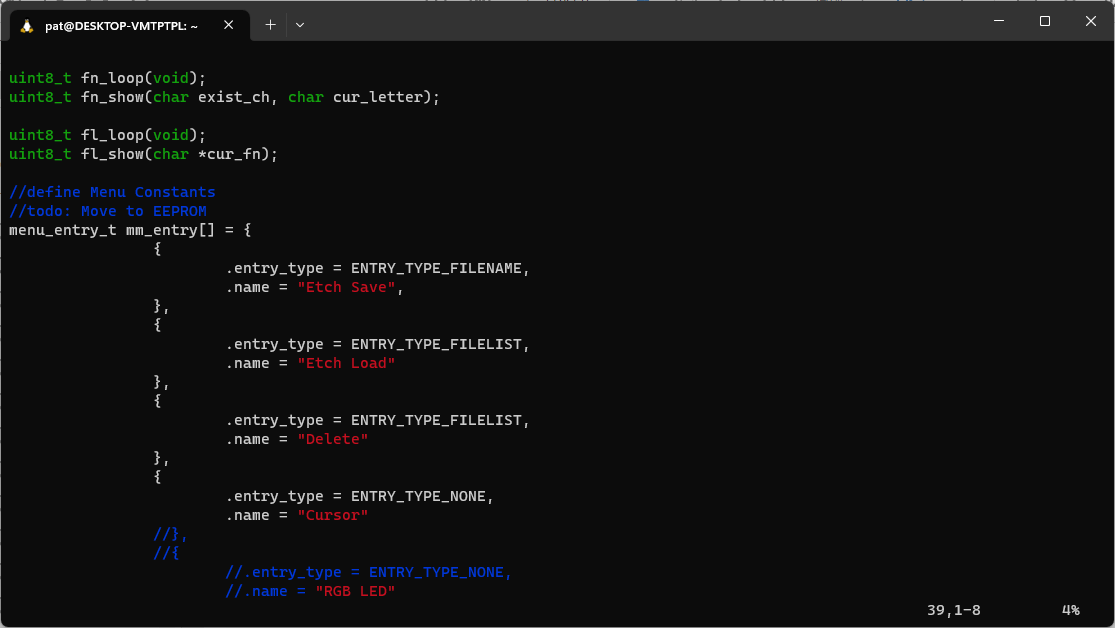 pat@DESKTOP-VMTPTPL: ~
uint8_t fn_loop(void);
uint8_t fn_show(char exist_ch, char cur_letter);
uint8_t fl_loop(void);
uint8_t fl_show(char *cur_fn);
//define Menu Constants
//todo: Move to EEPROM
menu_entry_t mm_entry[] = {
{
.entry_type = ENTRY_TYPE_FILENAME,
.name = "Etch Save",
},
{
.entry_type = ENTRY_TYPE_FILELIST,
.name = "Etch Load"
},
{
.entry_type = ENTRY_TYPE_FILELIST,
.name = "Delete"
},
{
.entry_type = ENTRY_TYPE_NONE,
.name = "Cursor"
//},
//{
//.entry_type = ENTRY_TYPE_NONE,
//.name = "RGB LED"
39,1-8 4%